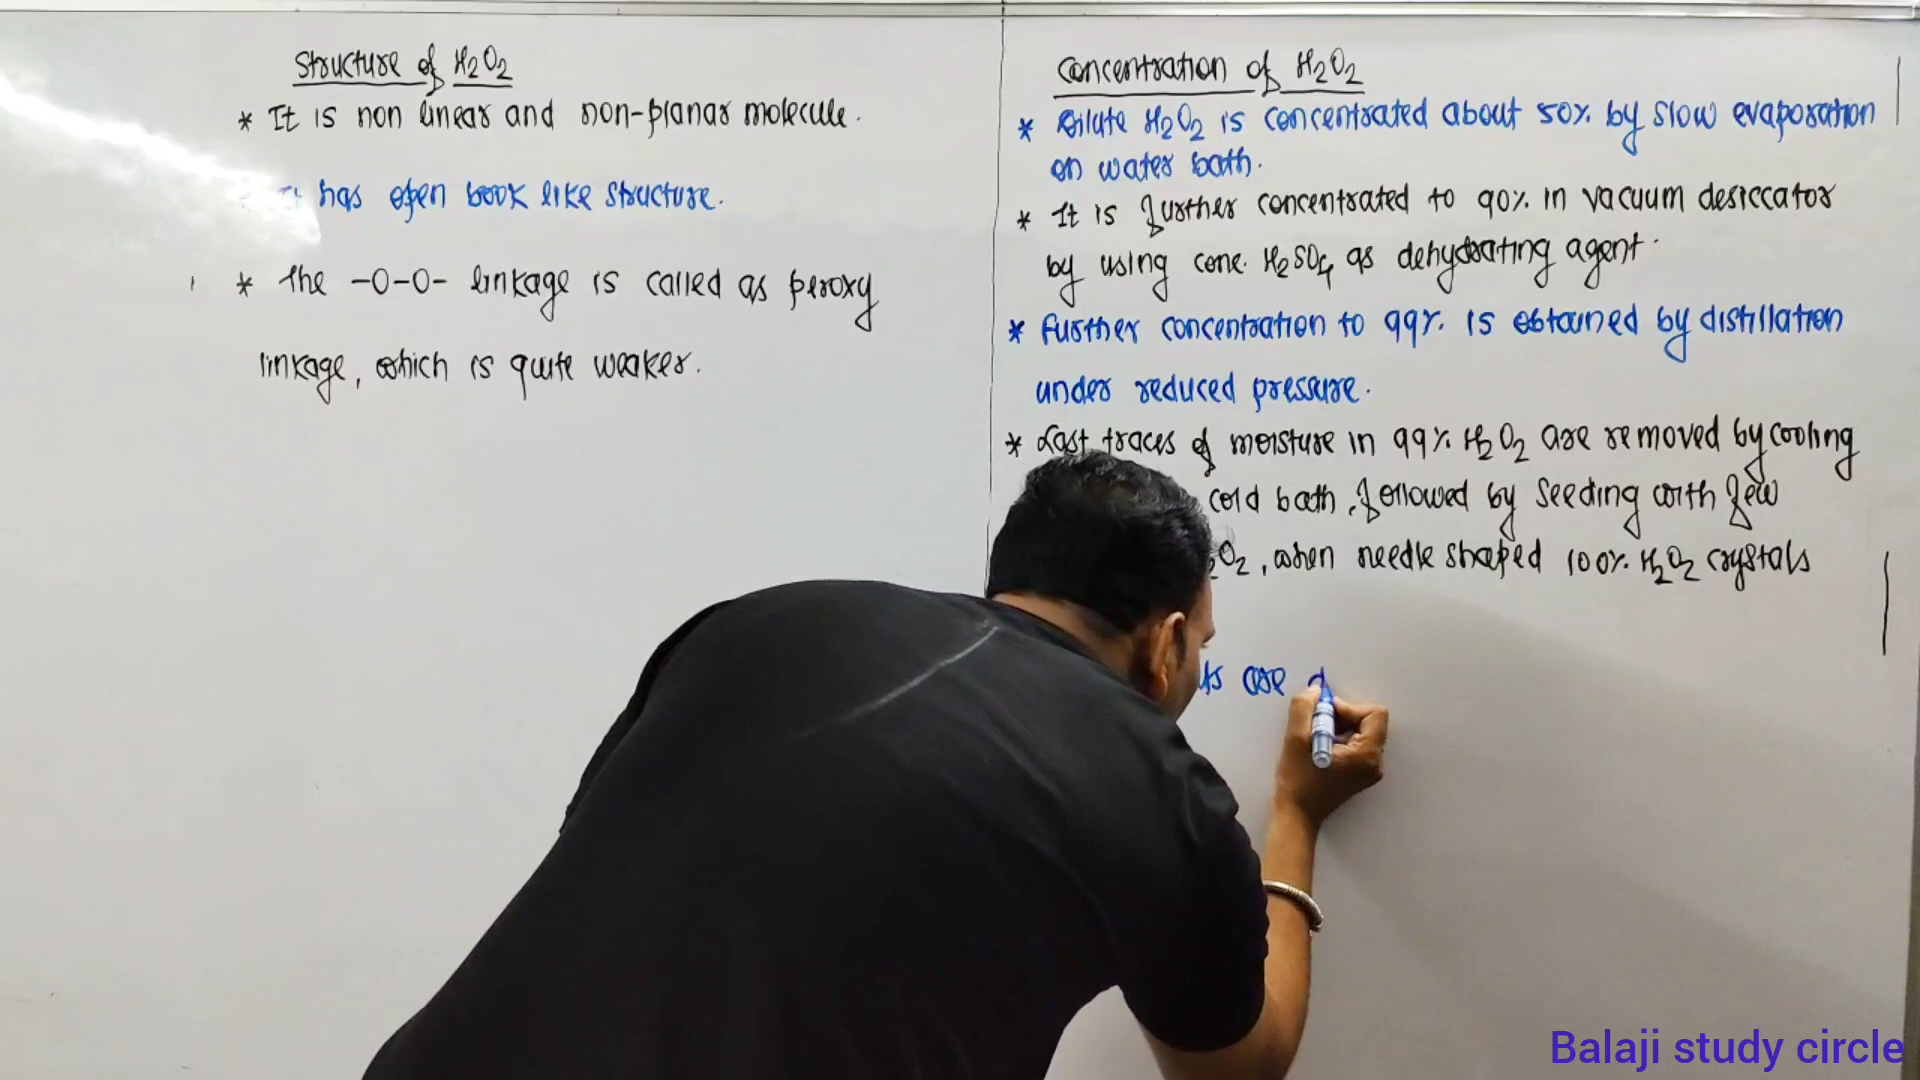 Structure of H2O2
* It is non linear and non-planar molecule.
It has open book like structure.
* The -O-O- linkage is called as peroxy
linkage, which is quite weaker.
Concentration of H2O2
* Dilute H2O2 is concentrated about 50% by slow evaporation
on water bath.
* It is further concentrated to 90% in vacuum desiccator
by using conc. H2SO4 as dehydrating agent.
* Further concentration to 99% is obtained by distillation
under reduced pressure.
* Last traces of moisture in 99% H2O2 are removed by cooling
cold bath, followed by seeding with few
O2, when needle shaped 100% H2O2 crystals
are
Balaji study circle